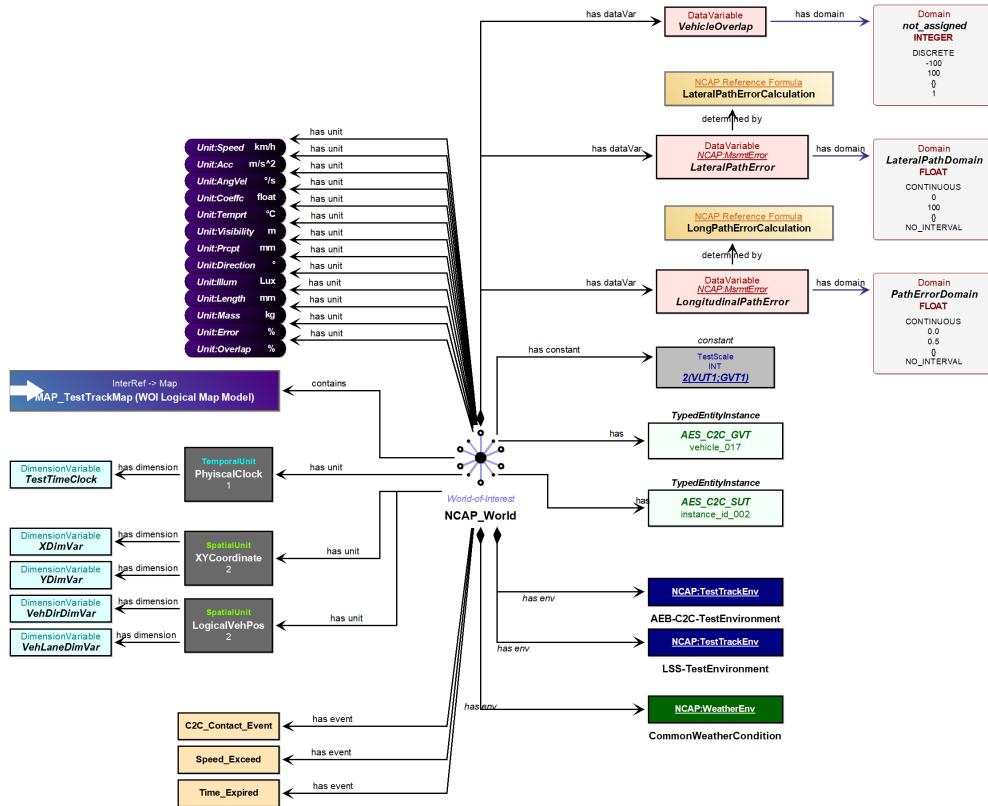 has dataVar
DataVariable
VehicleOverlap
has domain
Domain
not_assigned
INTEGER
DISCRETE
-100
100
{}
1
NCAP Reference Formula
LateralPathErrorCalculation
determined by
has dataVar
DataVariable
NCAP:MsrmtError
LateralPathError
has domain
Domain
LateralPathDomain
FLOAT
CONTINUOUS
0
100
{}
NO_INTERVAL
NCAP Reference Formula
LongPathErrorCalculation
determined by
has dataVar
DataVariable
NCAP:MsrmtError
LongitudinalPathError
has domain
Domain
PathErrorDomain
FLOAT
CONTINUOUS
0.0
0.5
{}
NO_INTERVAL
Unit:Speed km/h
has unit
Unit:Acc m/s^2
has unit
Unit:AngVel °/s
has unit
Unit:Coeffc float
has unit
Unit:Temprt °C
has unit
Unit:Visibility m
has unit
Unit:Prcpt mm
has unit
Unit:Direction °
has unit
Unit:Illum Lux
has unit
Unit:Length mm
has unit
Unit:Mass kg
has unit
Unit:Error %
has unit
Unit:Overlap %
has unit
has constant
constant
TestScale
INT
2(VUT1;GVT1)
InterRef -> Map
MAP_TestTrackMap (WOI Logical Map Model)
contains
has
TypedEntityInstance
AES_C2C_GVT
vehicle_017
DimensionVariable
TestTimeClock
has dimension
TemporalUnit
PhyiscalClock
1
has unit
has
TypedEntityInstance
AES_C2C_SUT
instance_id_002
World-of-Interest
NCAP_World
DimensionVariable
XDimVar
has dimension
DimensionVariable
YDimVar
has dimension
SpatialUnit
XYCoordinate
2
has unit
DimensionVariable
VehDirDimVar
has dimension
DimensionVariable
VehLaneDimVar
has dimension
SpatialUnit
LogicalVehPos
2
has unit
has env
NCAP:TestTrackEnv
AEB-C2C-TestEnvironment
has env
NCAP:TestTrackEnv
LSS-TestEnvironment
has env
NCAP:WeatherEnv
CommonWeatherCondition
C2C_Contact_Event
has event
Speed_Exceed
has event
Time_Expired
has event